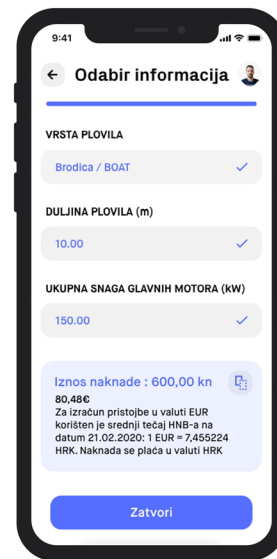 9:41
Odabir informacija
VRSTA PLOVILA
Brodica / BOAT
DULJINA PLOVILA (m)
10.00
UKUPNA SNAGA GLAVNIH MOTORA (kW)
150.00
Iznos naknade : 600,00 kn
80,48€
Za izračun pristojbe u valuti EUR
korišten je srednji tečaj HNB-a na
datum 21.02.2020: 1 EUR = 7,455224
HRK. Naknada se plaća u valuti HRK
Zatvori